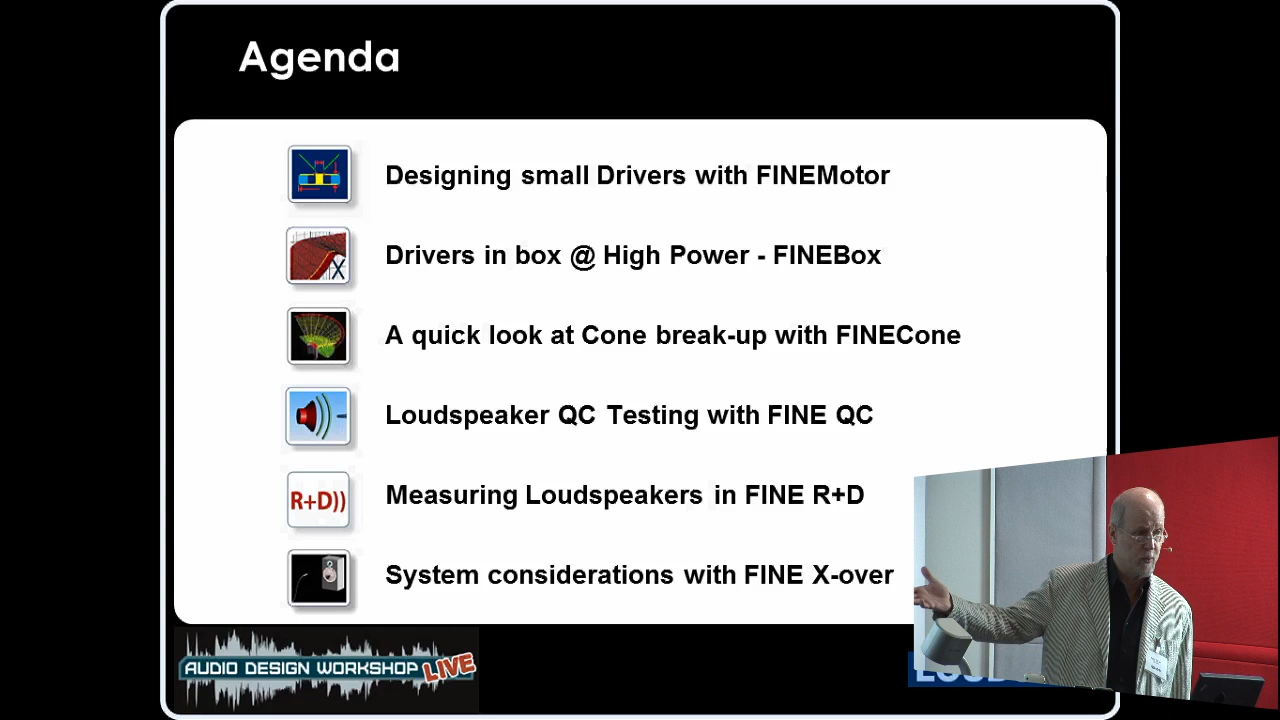 Agenda
Designing small Drivers with FINEMotor
Drivers in box @ High Power - FINEBox
A quick look at Cone break-up with FINECone
Loudspeaker QC Testing with FINE QC
R+D))
Measuring Loudspeakers in FINE R+D
System considerations with FINE X-over
AUDIO DESIGN WORKSHOP LIVE